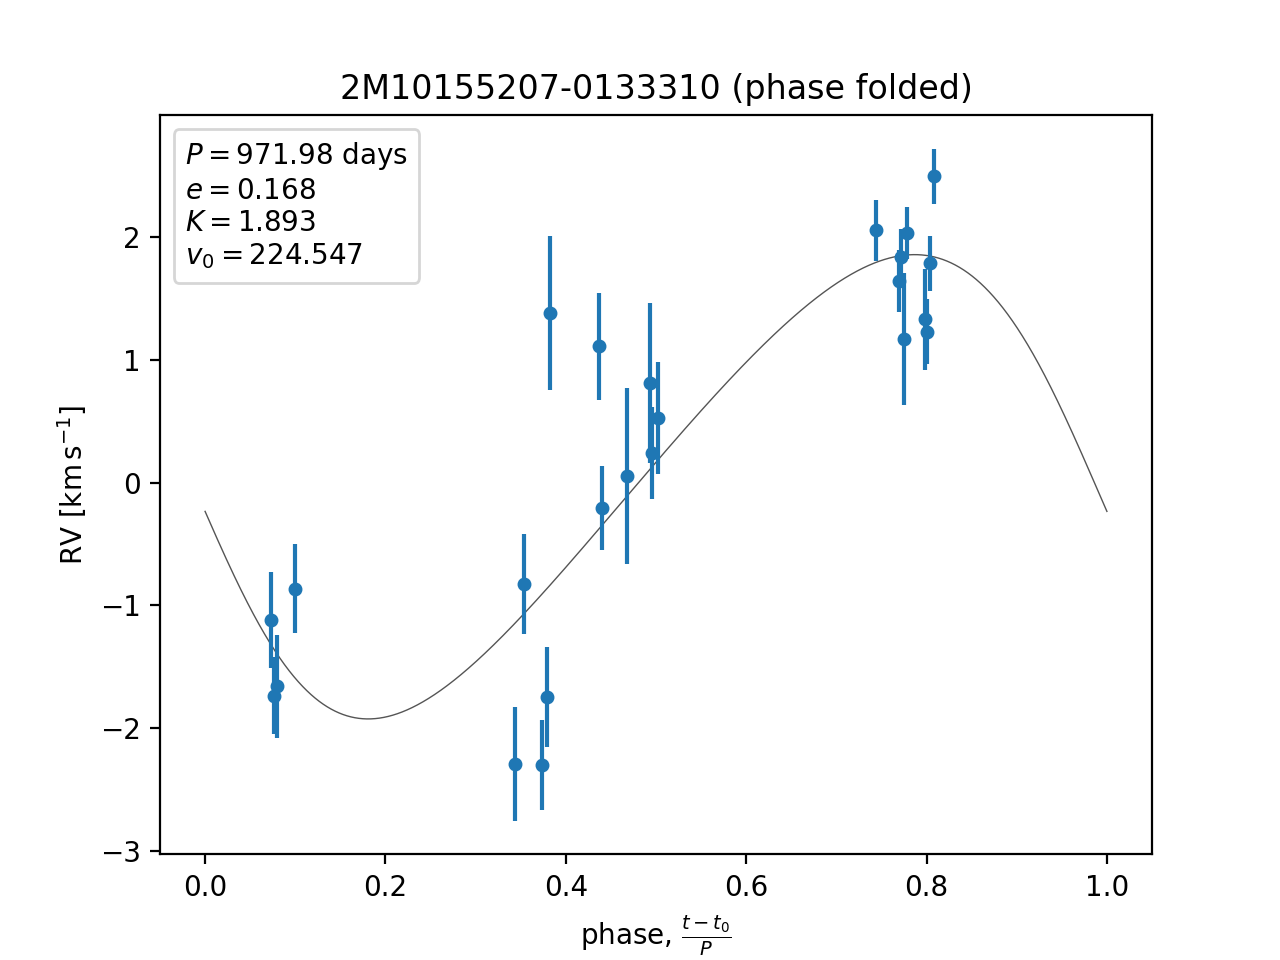 2M10155207-0133310 (phase folded)
P = 971.98 days
e = 0.168
K = 1.893
v₀ = 224.547
RV [km s⁻¹]
2
1
0
−1
−2
−3
0.0 0.2 0.4 0.6 0.8 1.0
phase, (t − t₀)/P